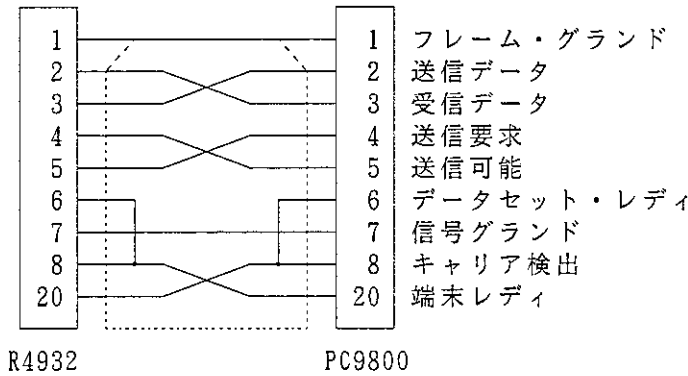 1 1 フレーム・グランド
2 2 送信データ
3 3 受信データ
4 4 送信要求
5 5 送信可能
6 6 データセット・レディ
7 7 信号グランド
8 8 キャリア検出
20 20 端末レディ
R4932 PC9800